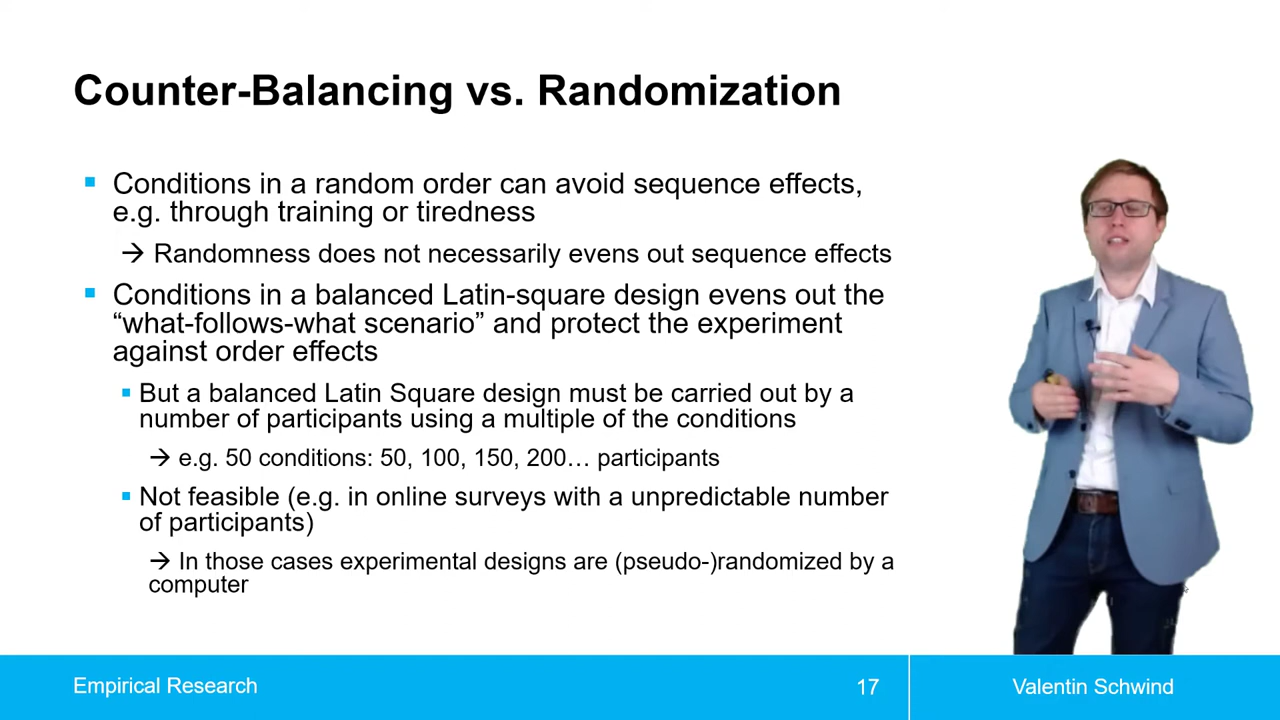 Counter-Balancing vs. Randomization
Conditions in a random order can avoid sequence effects,
e.g. through training or tiredness
→ Randomness does not necessarily evens out sequence effects
Conditions in a balanced Latin-square design evens out the
“what-follows-what scenario” and protect the experiment
against order effects
But a balanced Latin Square design must be carried out by a
number of participants using a multiple of the conditions
→ e.g. 50 conditions: 50, 100, 150, 200… participants
Not feasible (e.g. in online surveys with a unpredictable number
of participants)
→ In those cases experimental designs are (pseudo-)randomized by a
computer
Empirical Research
17
Valentin Schwind